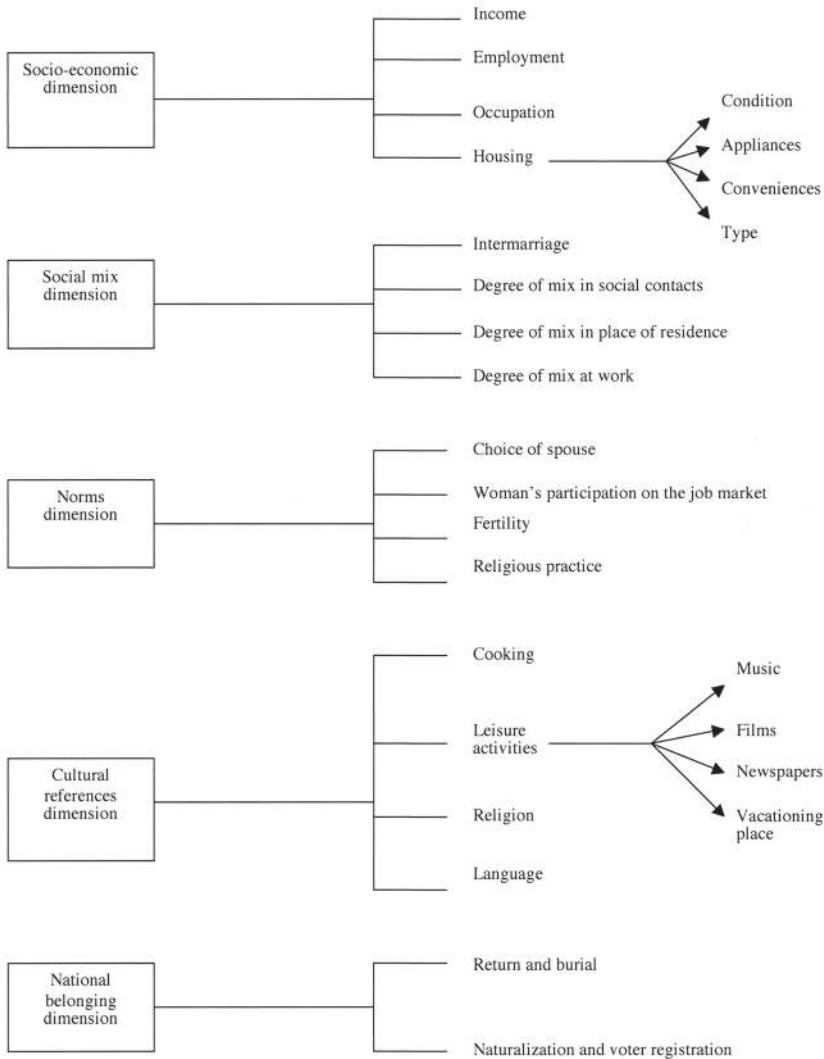 Socio-economic
dimension
Income
Employment
Occupation
Housing
Condition
Appliances
Conveniences
Type
Social mix
dimension
Intermarriage
Degree of mix in social contacts
Degree of mix in place of residence
Degree of mix at work
Norms
dimension
Choice of spouse
Woman's participation on the job market
Fertility
Religious practice
Cultural
references
dimension
Cooking
Leisure
activities
Music
Films
Newspapers
Vacationing
place
Religion
Language
National
belonging
dimension
Return and burial
Naturalization and voter registration